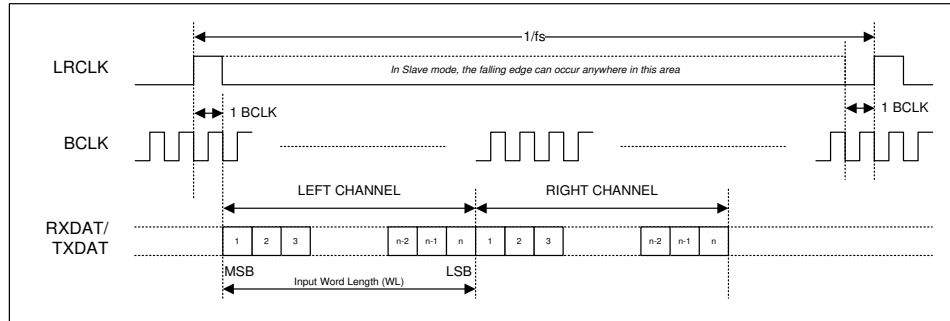 1/fs
LRCLK
In Slave mode, the falling edge can occur anywhere in this area
1 BCLK
1 BCLK
BCLK
LEFT CHANNEL
RIGHT CHANNEL
RXDAT/
TXDAT
1 2 3 n-2 n-1 n 1 2 3 n-2 n-1 n
MSB
LSB
Input Word Length (WL)